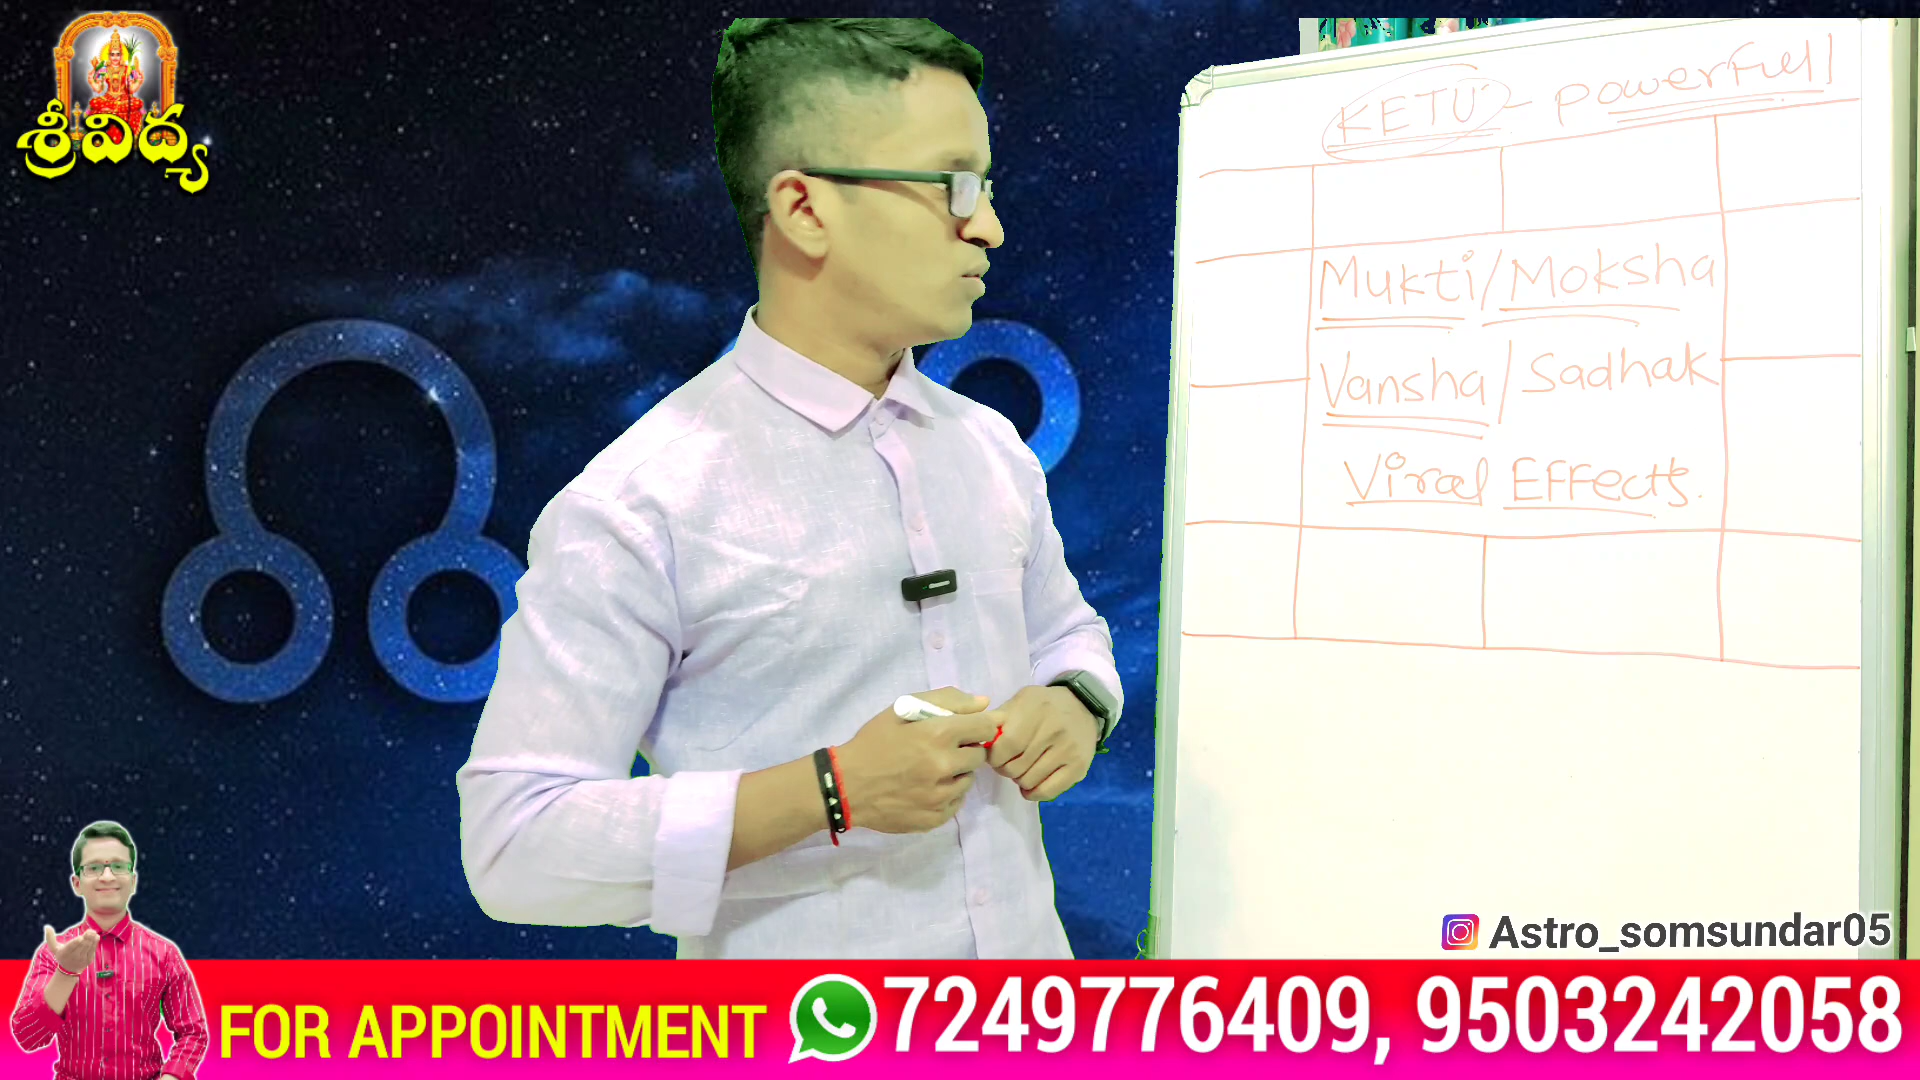 శ్రీవిద్య
KETU - powerFull
Mukti/Moksha
Vansha/Sadhak
Viral EFFects.
Astro_somsundar05
FOR APPOINTMENT 7249776409, 9503242058